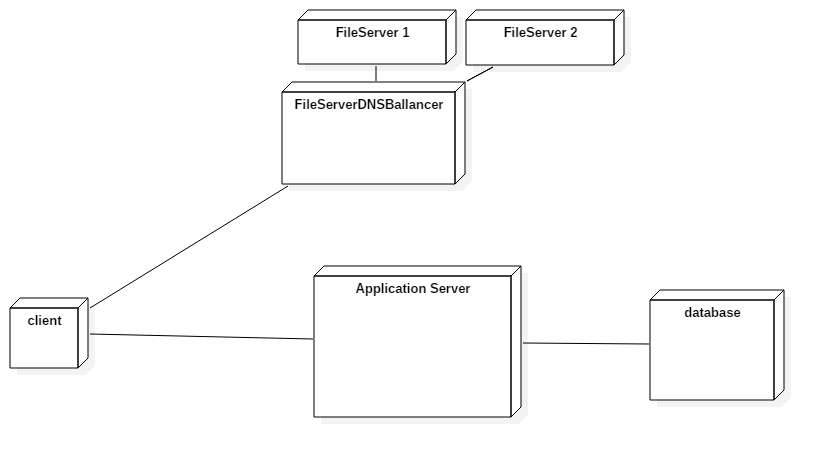 FileServer 1
FileServer 2
FileServerDNSBallancer
Application Server
client
database